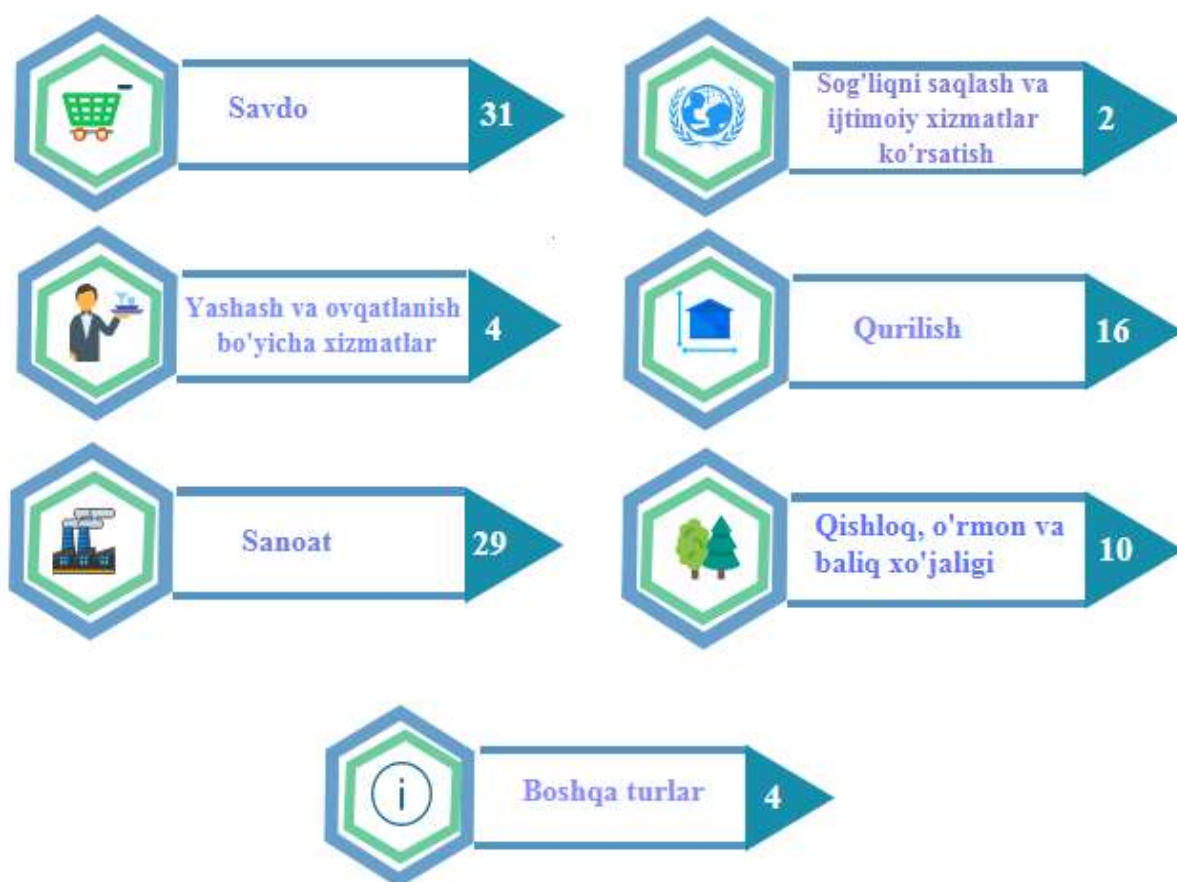 Savdo
31
Sog'liqni saqlash va
ijtimoiy xizmatlar
ko'rsatish
2
Yashash va ovqatlanish
bo'yicha xizmatlar
4
Qurilish
16
Sanoat
29
Qishloq, o'rmon va
baliq xo'jaligi
10
i
Boshqa turlar
4